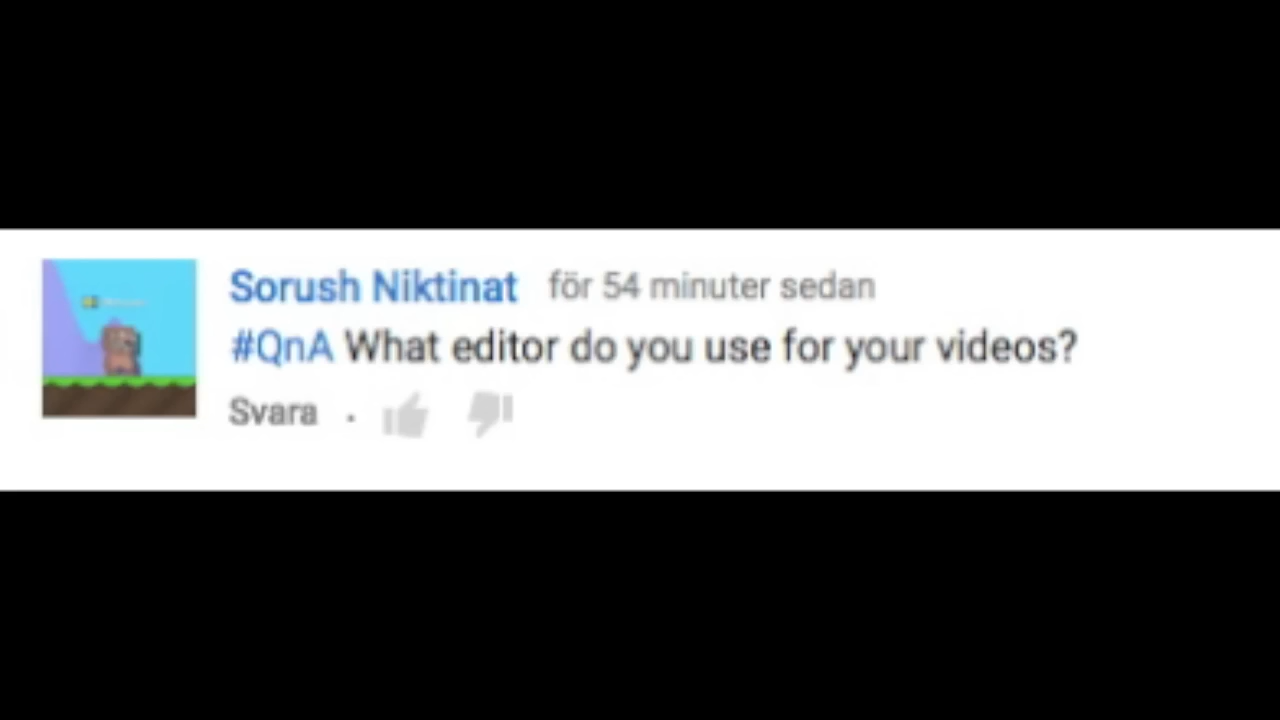 Sorush Niktinat för 54 minuter sedan
#QnA What editor do you use for your videos?
Svara .